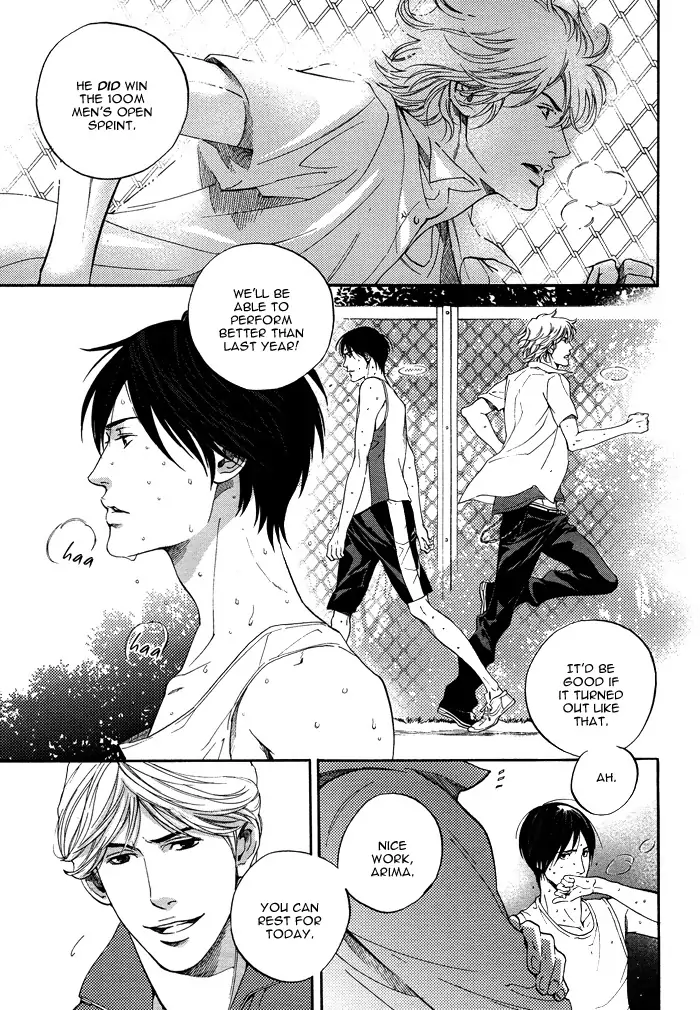 HE DID WIN
THE 100M
MEN'S OPEN
SPRINT.
WE'LL BE
ABLE TO
PERFORM
BETTER THAN
LAST YEAR!
haa
haa
IT'D BE
GOOD IF
IT TURNED
OUT LIKE
THAT.
AH.
NICE
WORK,
ARIMA.
YOU CAN
REST FOR
TODAY.